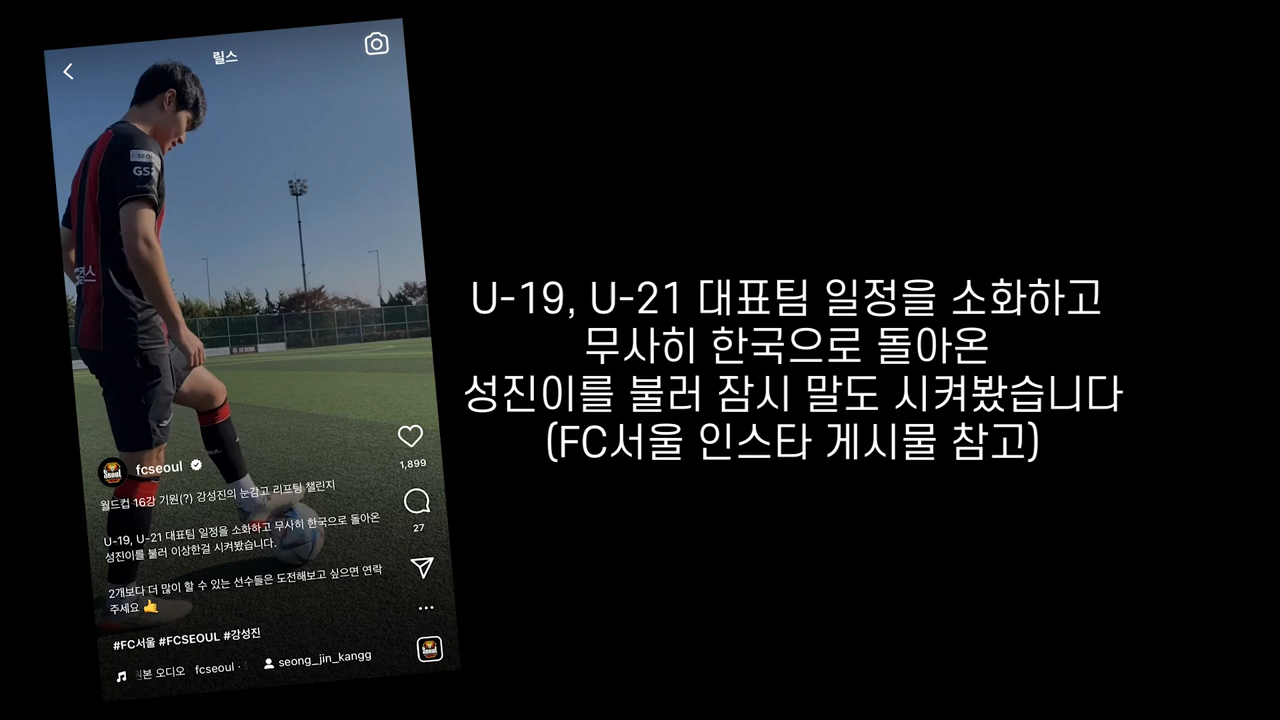 릴스
GS
fcseoul
월드컵 16강 기원(?) 강성진의 눈감고 리프팅 챌린지
U-19, U-21 대표팀 일정을 소화하고 무사히 한국으로 돌아온
성진이를 불러 이상한걸 시켜봤습니다.
2개보다 더 많이 할 수 있는 선수들은 도전해보고 싶으면 연락
주세요 🤙
#FC서울 #FCSEOUL #강성진
원본 오디오 fcseoul · seong_jin_kangg
1,899
27
U-19, U-21 대표팀 일정을 소화하고
무사히 한국으로 돌아온
성진이를 불러 잠시 말도 시켜봤습니다
(FC서울 인스타 게시물 참고)